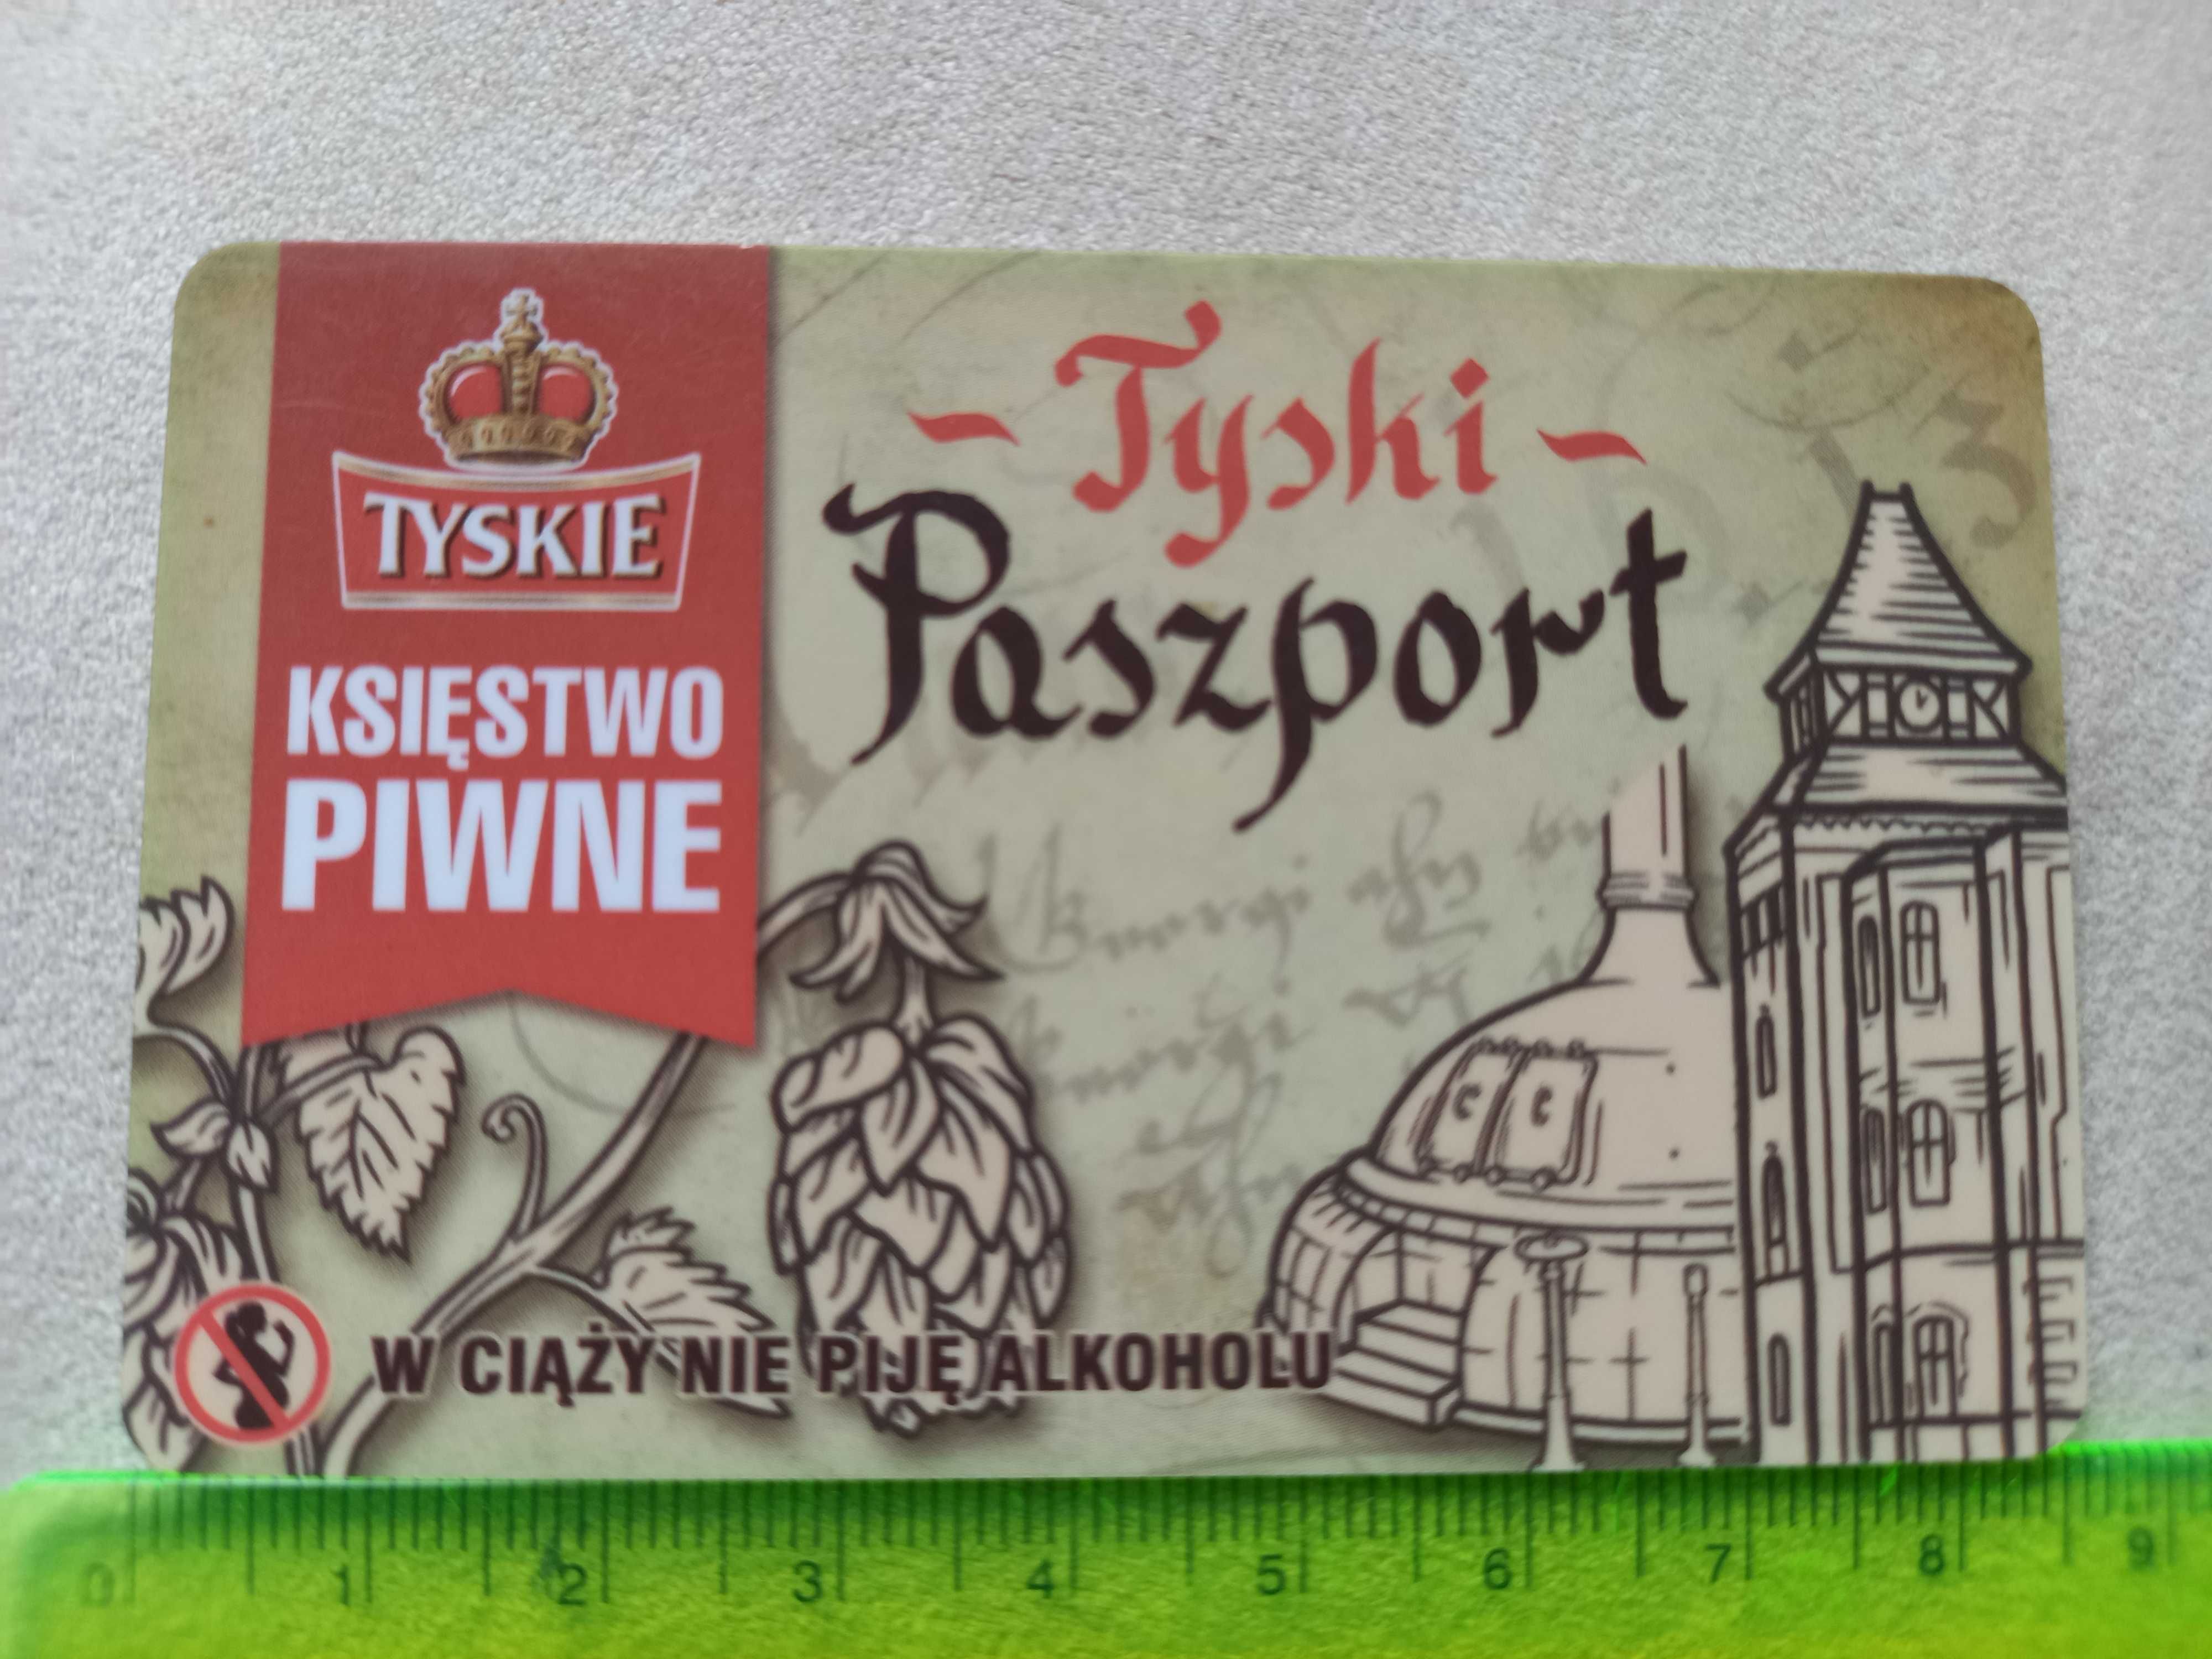 TYSKIE
KSIĘSTWO
PIWNE
- Tyski -
Paszport
W CIĄŻY NIE PIJĘ ALKOHOLU
0 1 2 3 4 5 6 7 8 9